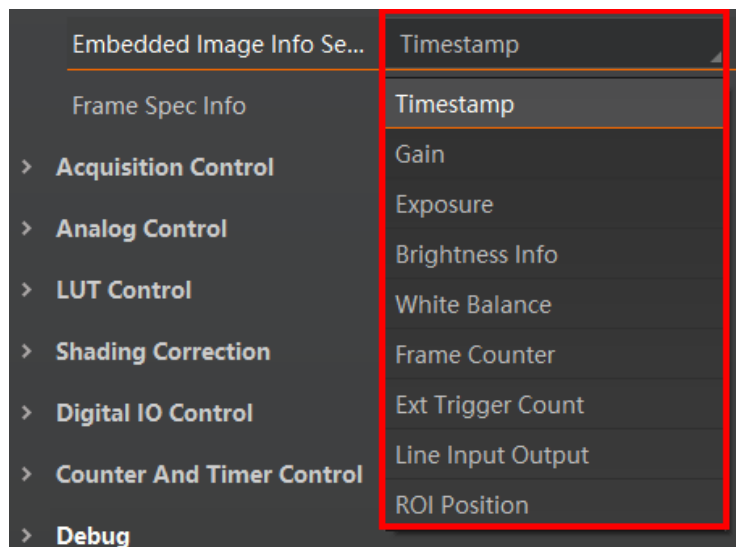 Embedded Image Info Se... Timestamp
Frame Spec Info Timestamp
Acquisition Control Gain
Exposure
Analog Control Brightness Info
LUT Control White Balance
Shading Correction Frame Counter
Digital IO Control Ext Trigger Count
Counter And Timer Control Line Input Output
ROI Position
Debug